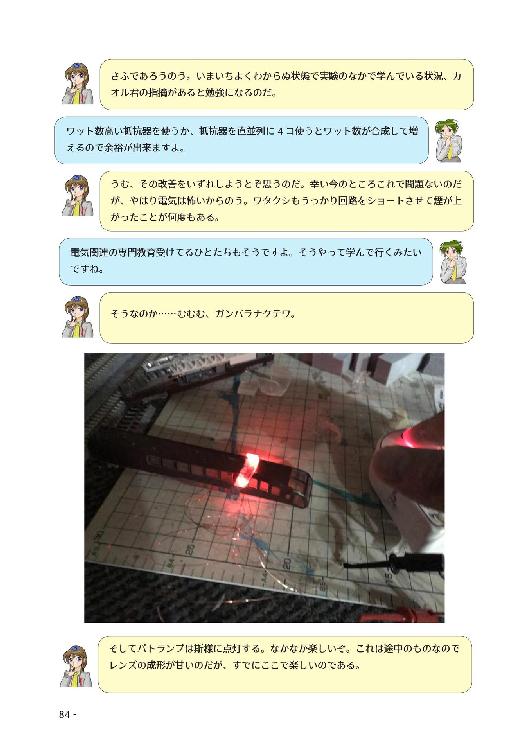 さふであろうのう。いまいちよくわからぬ状態で実験のなかで学んでいる状況、カ
オル君の指摘があると勉強になるのだ。
ワット数高い抵抗器を使うか、抵抗器を直並列に４コ使うとワット数が合成して増
えるので余裕が出来ますよ。
うむ、その改善をいずれしようとぞ思うのだ。幸い今のところこれで問題ないのだ
が、やはり電気は怖いからのう。ワタクシもうっかり回路をショートさせて煙が上
がったことが何度もある。
電気関連の専門教育受けてるひとたちもそうですよ。そうやって学んで行くみたい
ですね。
そうなのか……むむむ、ガンバラナクテワ。
そしてパトランプは斯様に点灯する。なかなか楽しいぞ。これは途中のものなので
レンズの成形が甘いのだが、すでにここで楽しいのである。
84 -